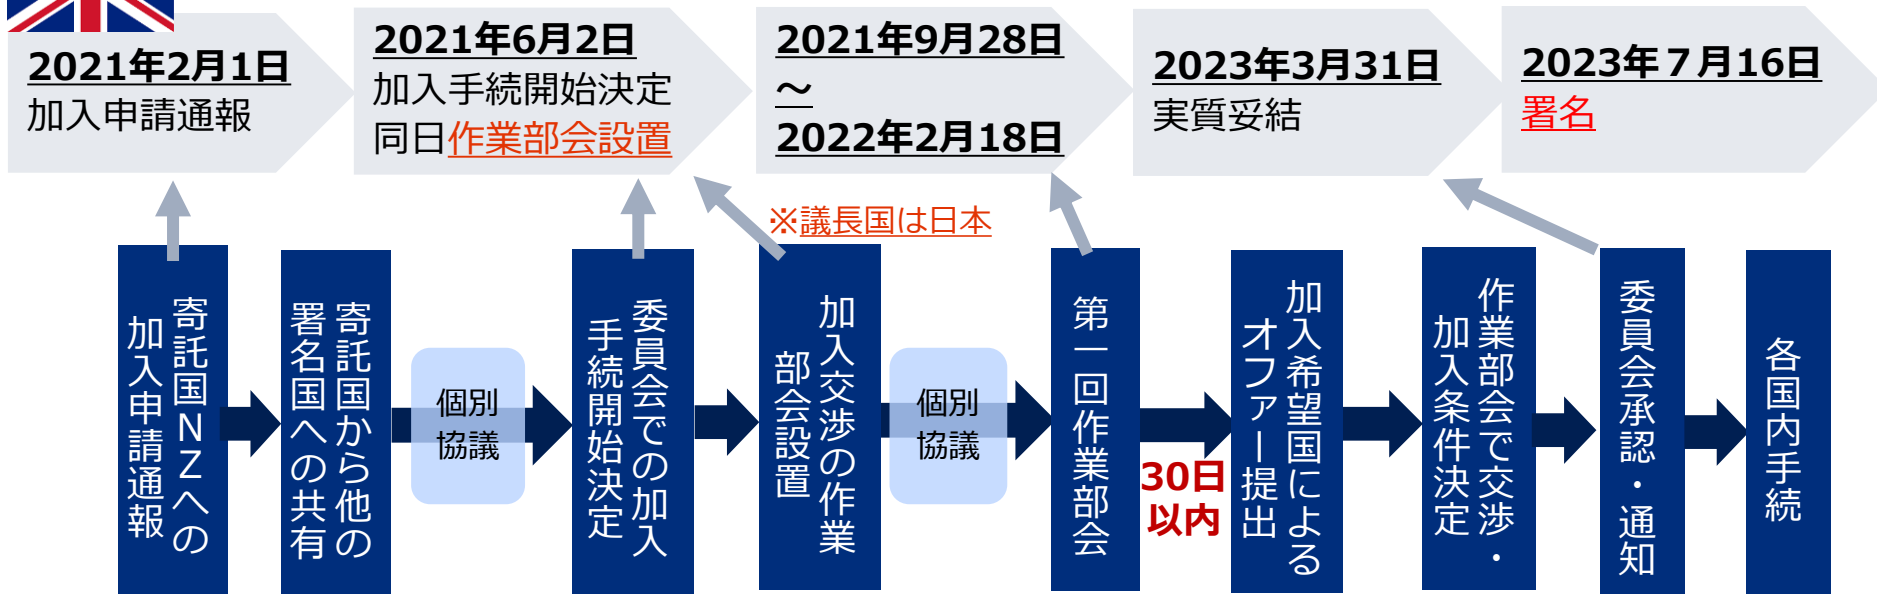 2021年2月1日
加入申請通報
2021年6月2日
加入手続開始決定
同日作業部会設置
2021年9月28日
～
2022年2月18日
2023年3月31日
実質妥結
2023年７月16日
署名
※議長国は日本
寄託国ＮＺへの
加入申請通報
寄託国から他の
署名国への共有
個別
協議
委員会での加入
手続開始決定
加入交渉の作業
部会設置
個別
協議
第一回作業部会
30日
以内
加入希望国による
オファー提出
作業部会で交渉・
加入条件決定
委員会承認・通知
各国内手続